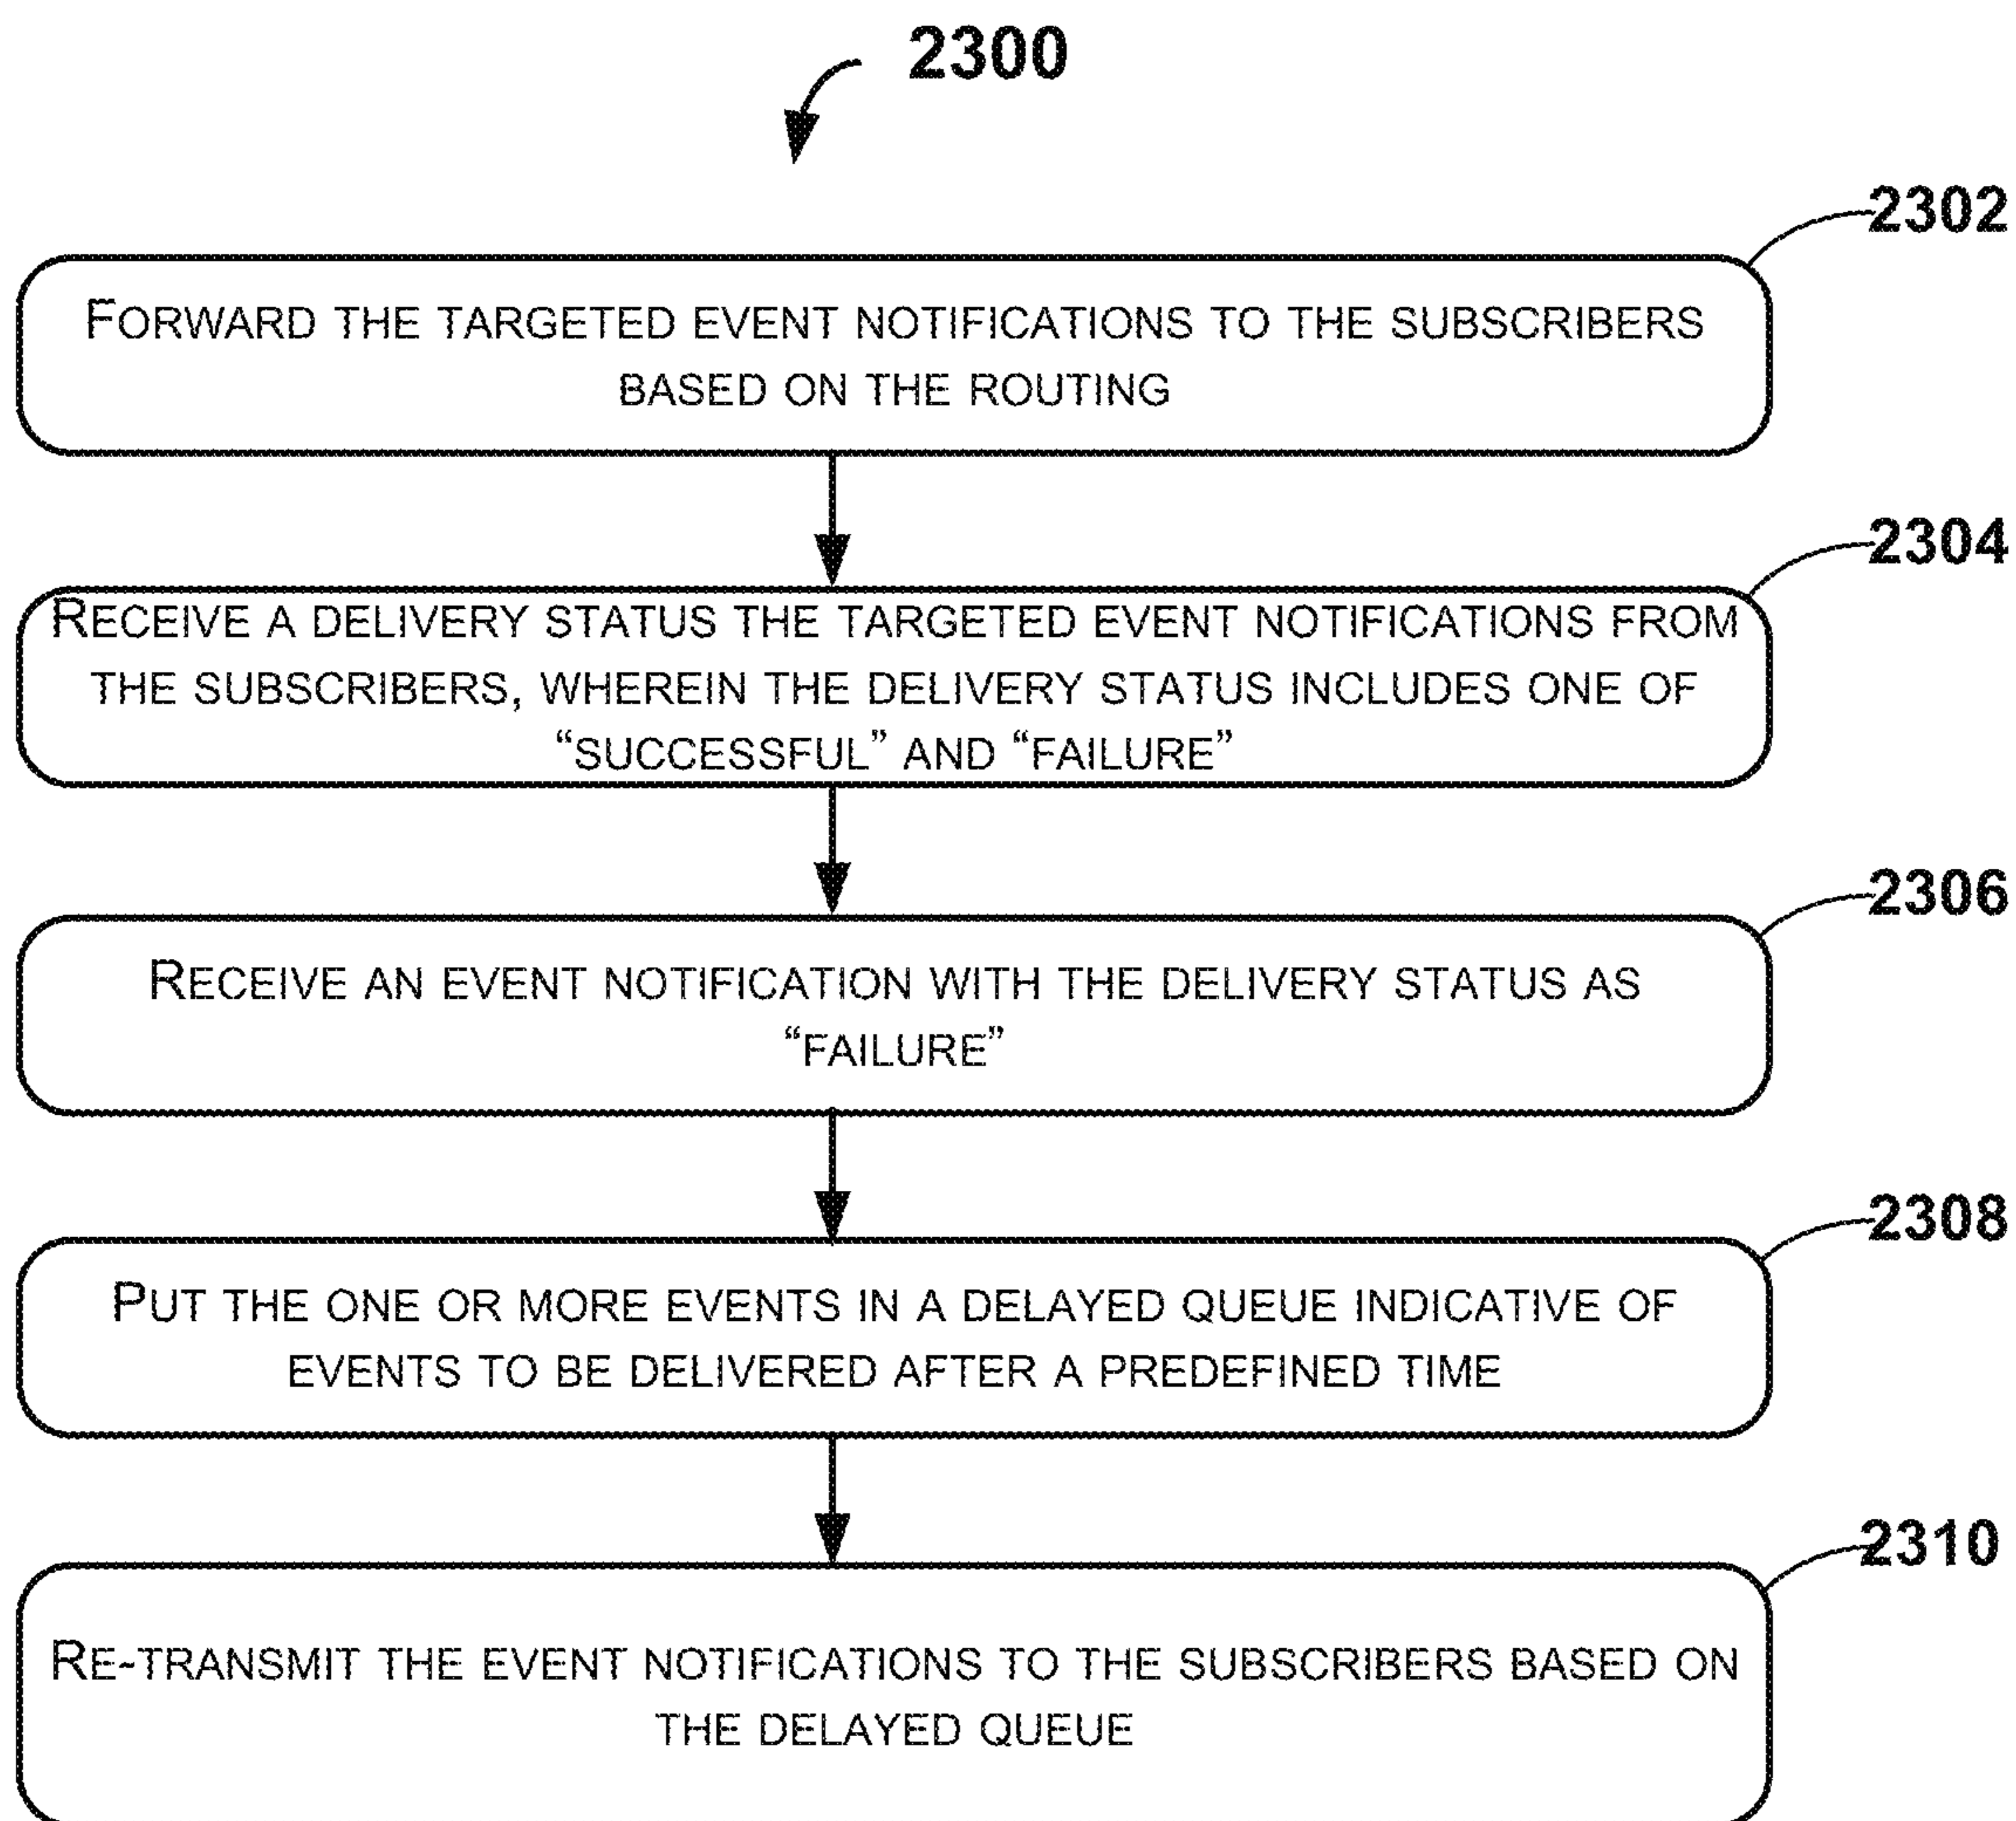 2300
2302
FORWARD THE TARGETED EVENT NOTIFICATIONS TO THE SUBSCRIBERS
BASED ON THE ROUTING
2304
RECEIVE A DELIVERY STATUS THE TARGETED EVENT NOTIFICATIONS FROM
THE SUBSCRIBERS, WHEREIN THE DELIVERY STATUS INCLUDES ONE OF
“SUCCESSFUL” AND “FAILURE”
2306
RECEIVE AN EVENT NOTIFICATION WITH THE DELIVERY STATUS AS
“FAILURE”
2308
PUT THE ONE OR MORE EVENTS IN A DELAYED QUEUE INDICATIVE OF
EVENTS TO BE DELIVERED AFTER A PREDEFINED TIME
2310
RE-TRANSMIT THE EVENT NOTIFICATIONS TO THE SUBSCRIBERS BASED ON
THE DELAYED QUEUE